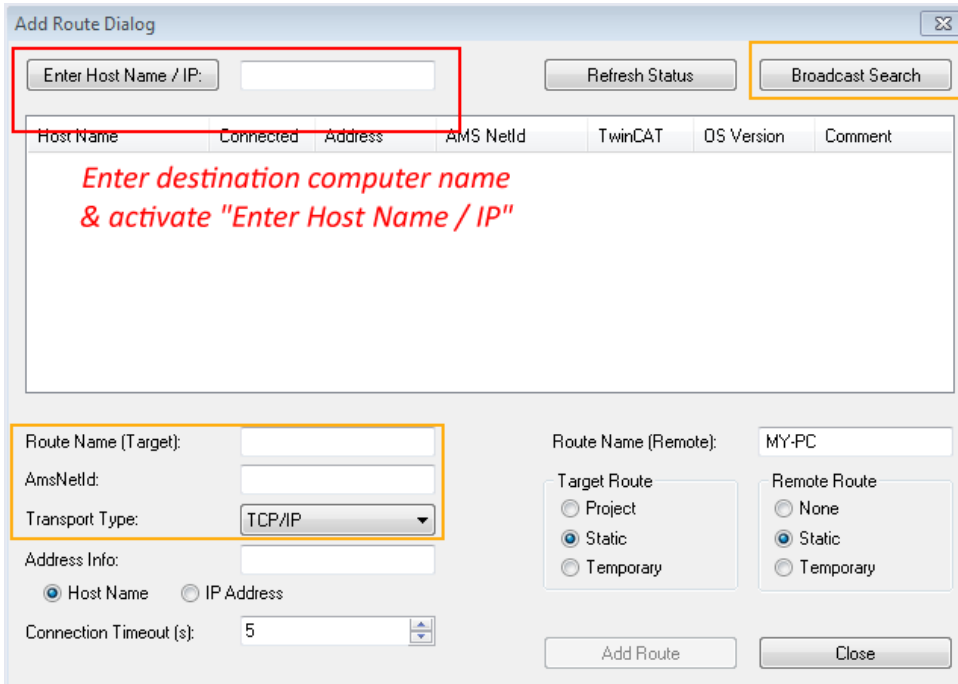 Add Route Dialog
Enter Host Name / IP:
Refresh Status
Broadcast Search
Host Name Connected Address AMS NetId TwinCAT OS Version Comment
Enter destination computer name
& activate "Enter Host Name / IP"
Route Name (Target):
AmsNetId:
Transport Type: TCP/IP
Address Info:
Host Name IP Address
Connection Timeout (s): 5
Route Name (Remote): MY-PC
Target Route
Project
Static
Temporary
Remote Route
None
Static
Temporary
Add Route
Close